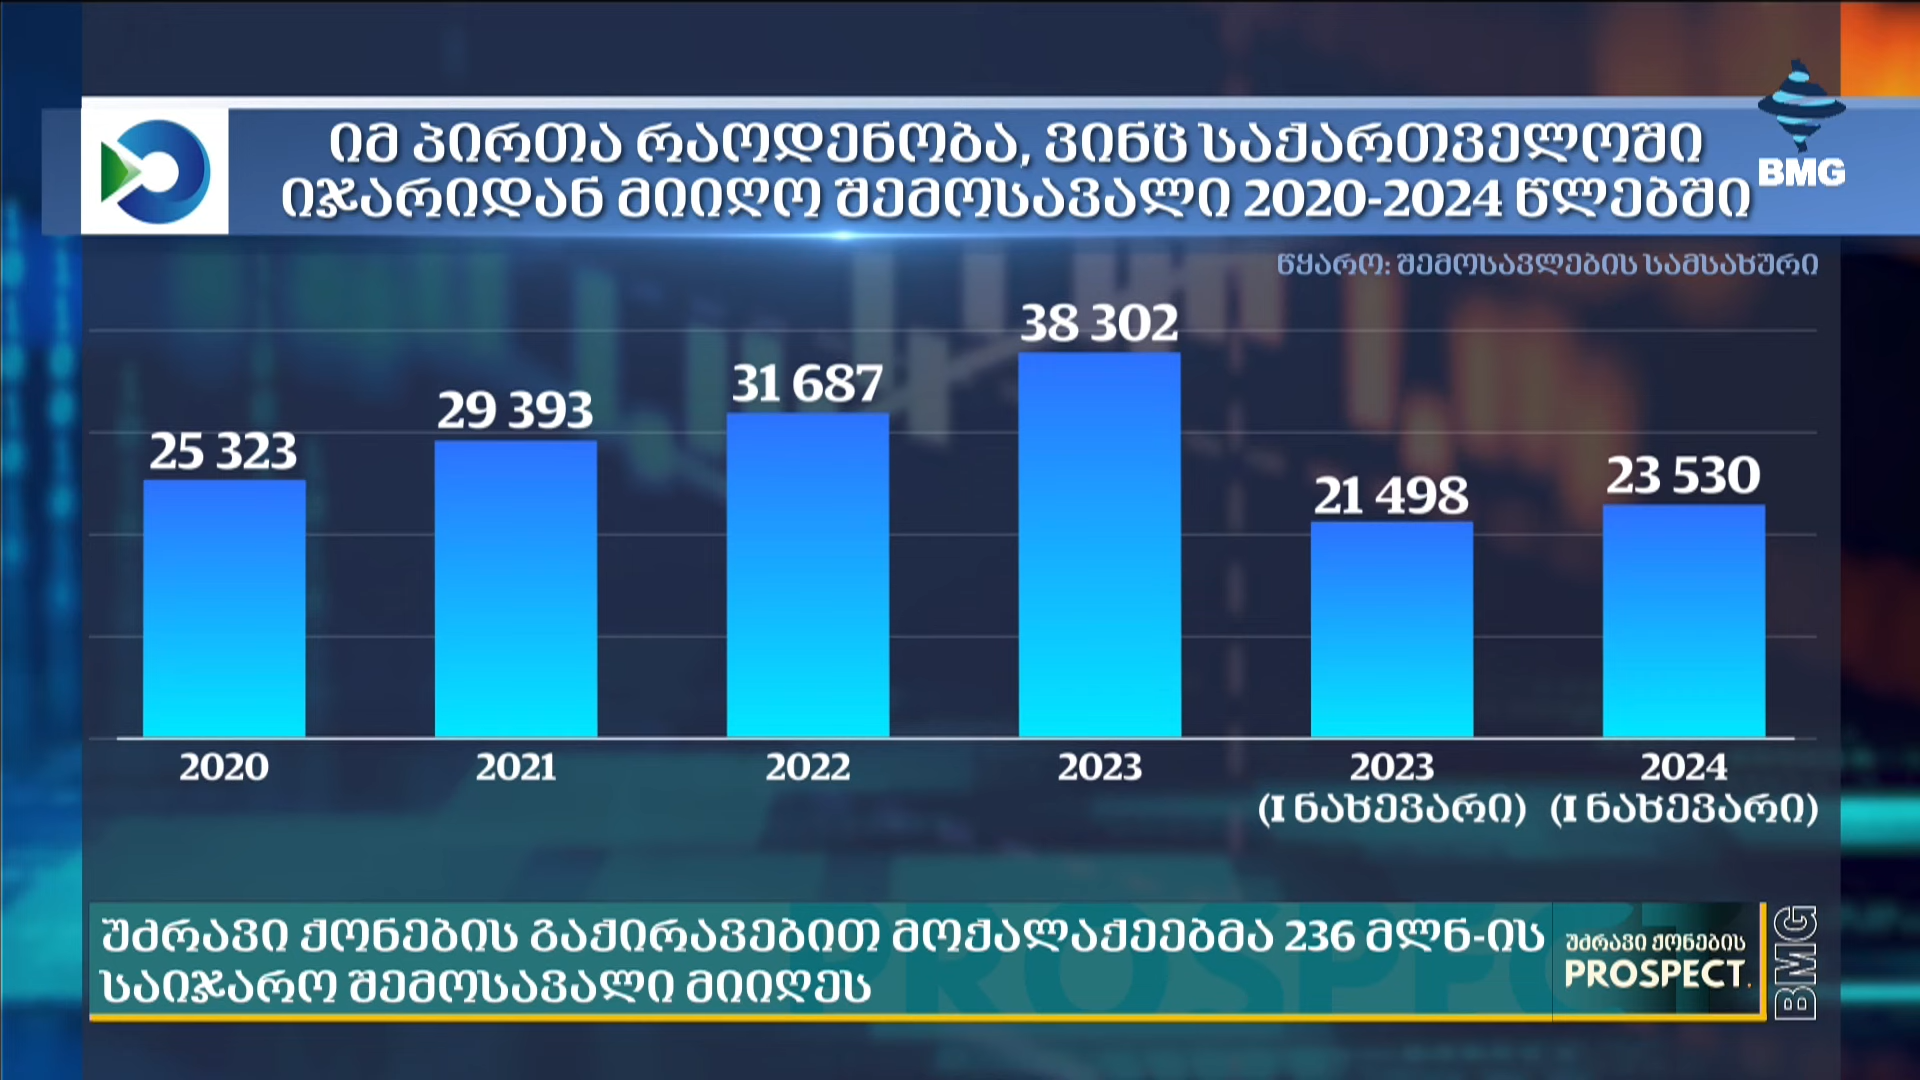 იმ პირთა რაოდენობა, ვინც საქართველოში
იჯარიდან მიიღო შემოსავალი 2020-2024 წლებში
BMG
წყარო: შემოსავლების სამსახური
25 323
29 393
31 687
38 302
21 498
23 530
2020
2021
2022
2023
2023
(I ნახევარი)
2024
(I ნახევარი)
უძრავი ქონების გაქირავებით მოქალაქეებმა 236 მლნ-ის
საიჯარო შემოსავალი მიიღეს
უძრავი ქონების
PROSPECT.
BMG
PROSPECT